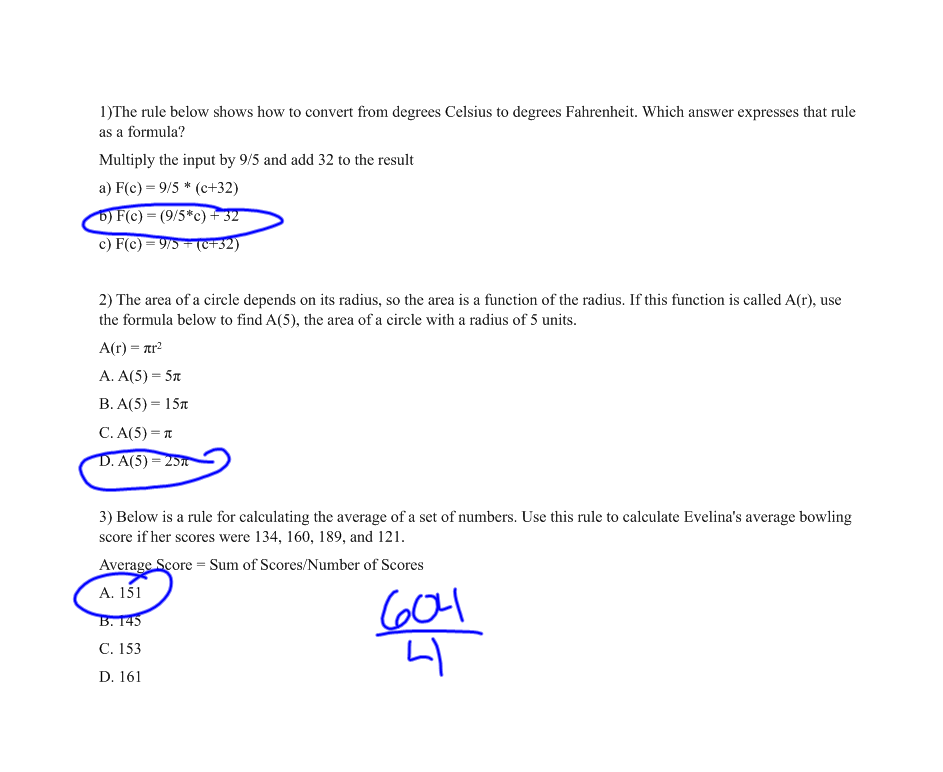 1)The rule below shows how to convert from degrees Celsius to degrees Fahrenheit. Which answer expresses that rule
as a formula?
Multiply the input by 9/5 and add 32 to the result
a) F(c) = 9/5 * (c+32)
b) F(c) = (9/5*c) + 32
c) F(c) = 9/5 + (c+32)
2) The area of a circle depends on its radius, so the area is a function of the radius. If this function is called A(r), use
the formula below to find A(5), the area of a circle with a radius of 5 units.
A(r) = πr²
A. A(5) = 5π
B. A(5) = 15π
C. A(5) = π
D. A(5) = 25π
3) Below is a rule for calculating the average of a set of numbers. Use this rule to calculate Evelina's average bowling
score if her scores were 134, 160, 189, and 121.
Average Score = Sum of Scores/Number of Scores
A. 151
B. 145
C. 153
D. 161
604
4